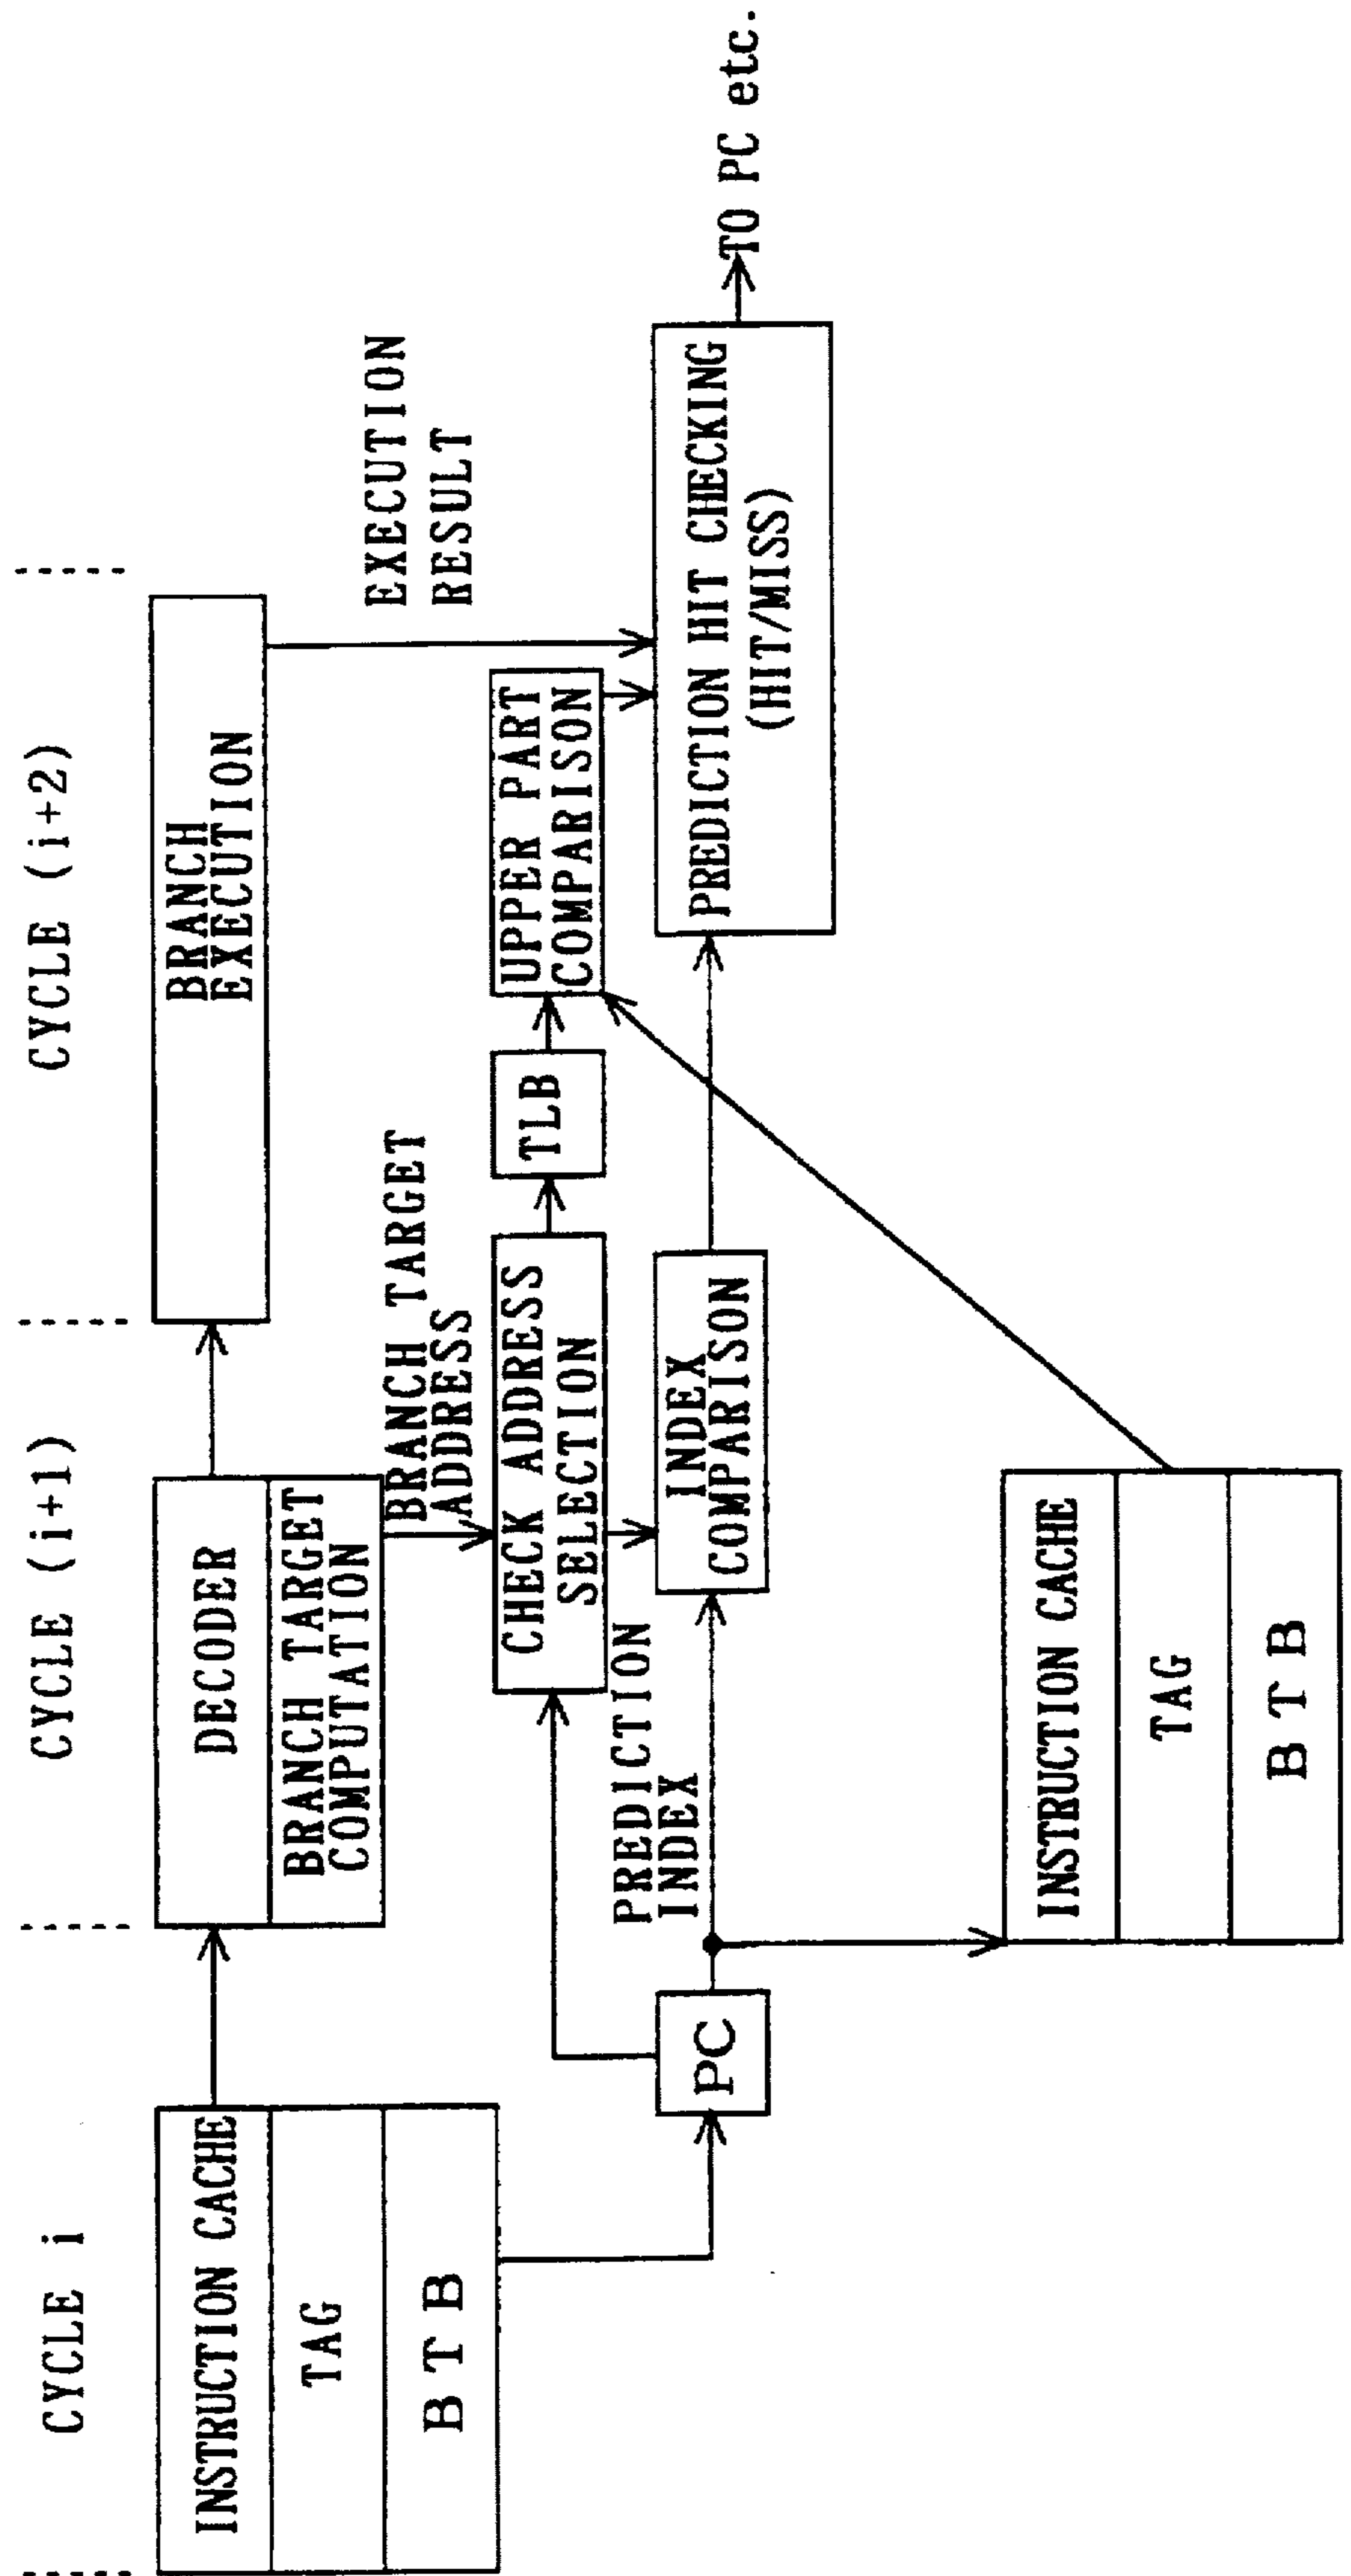 CYCLE i
CYCLE (i+1)
CYCLE (i+2)
INSTRUCTION CACHE
TAG
B T B
DECODER
BRANCH TARGET
COMPUTATION
BRANCH
EXECUTION
BRANCH TARGET
ADDRESS
EXECUTION
RESULT
CHECK ADDRESS
SELECTION
TLB
UPPER PART
COMPARISON
PC
PREDICTION
INDEX
INDEX
COMPARISON
PREDICTION HIT CHECKING
(HIT/MISS)
TO PC etc.
INSTRUCTION CACHE
TAG
B T B